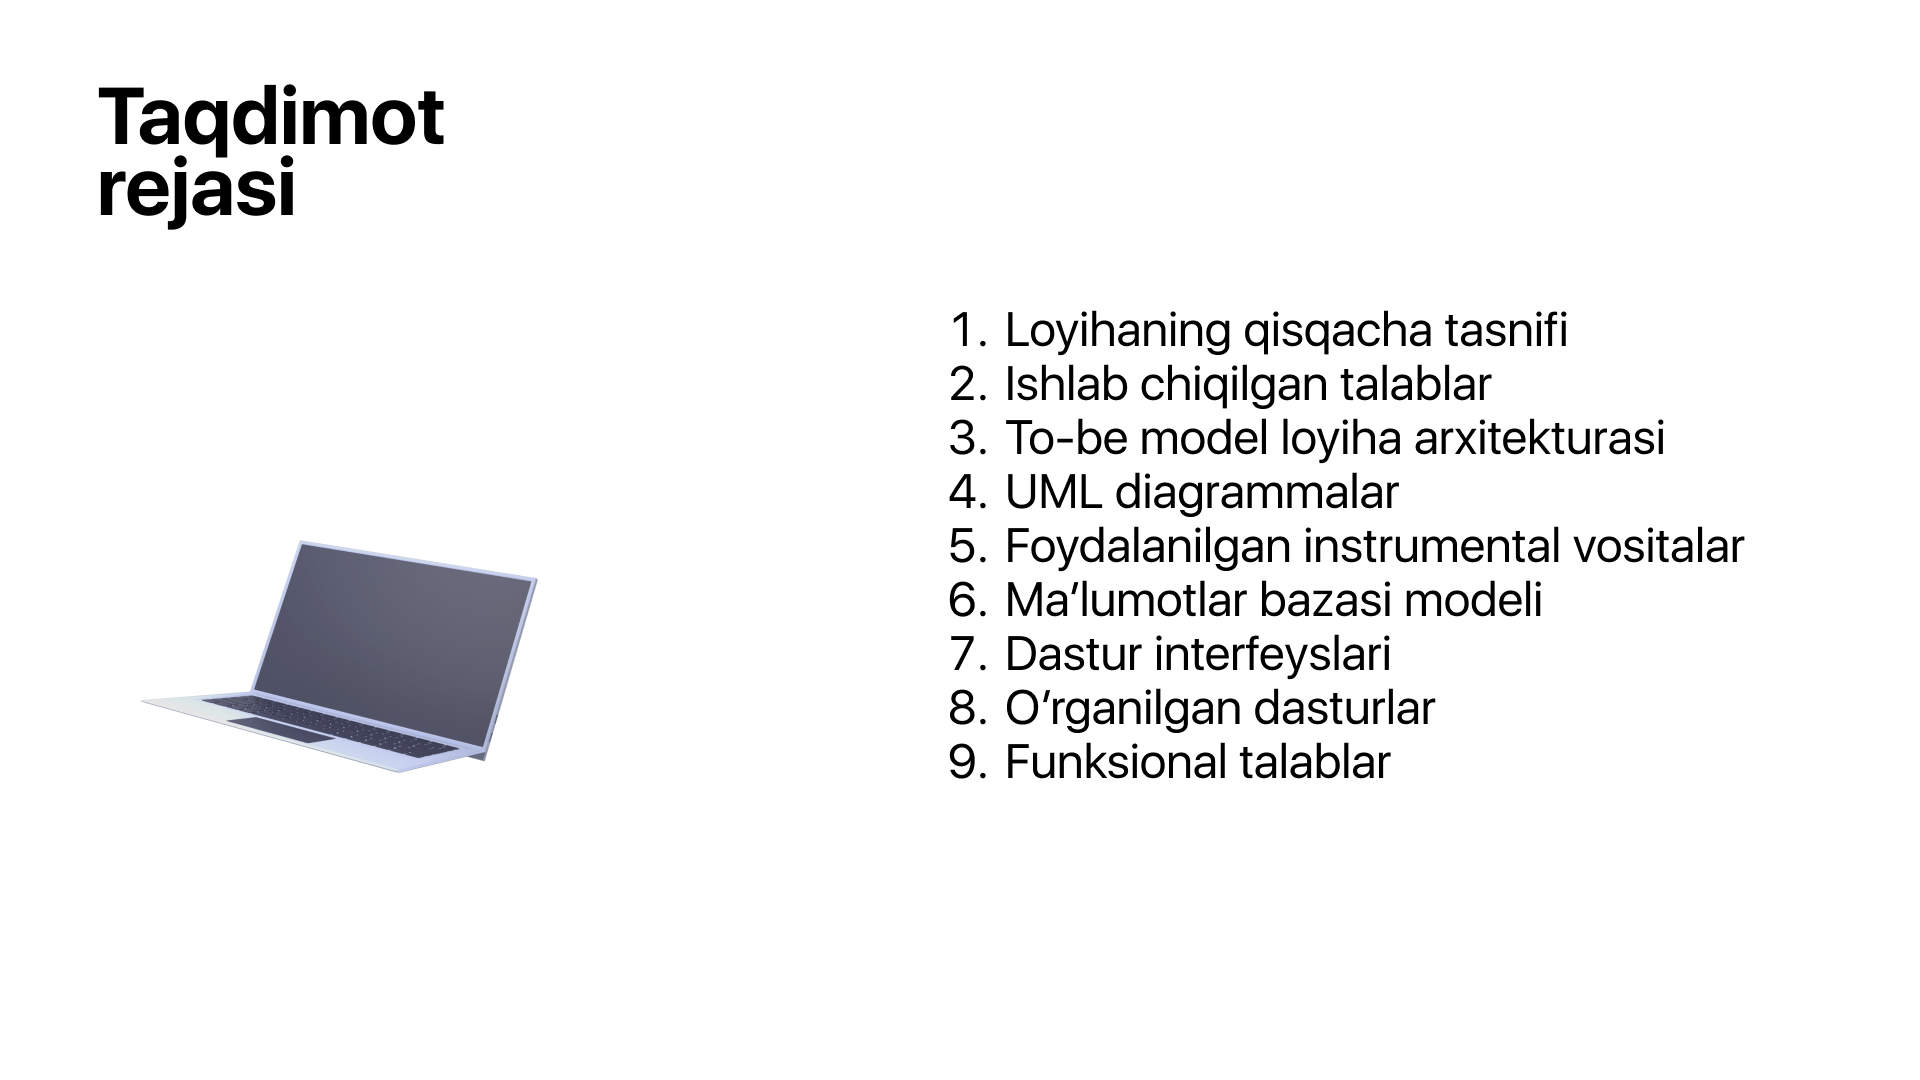 Taqdimot
rejasi
1. Loyihaning qisqacha tasnifi
2. Ishlab chiqilgan talablar
3. To-be model loyiha arxitekturasi
4. UML diagrammalar
5. Foydalanilgan instrumental vositalar
6. Ma’lumotlar bazasi modeli
7. Dastur interfeyslari
8. O’rganilgan dasturlar
9. Funksional talablar